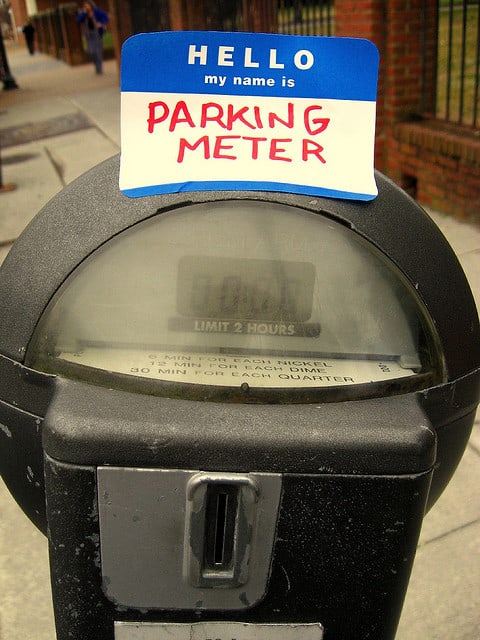 HELLO
my name is
PARKING
METER
LIMIT 2 HOURS
6 MIN FOR EACH NICKEL
12 MIN FOR EACH DIME
30 MIN FOR EACH QUARTER